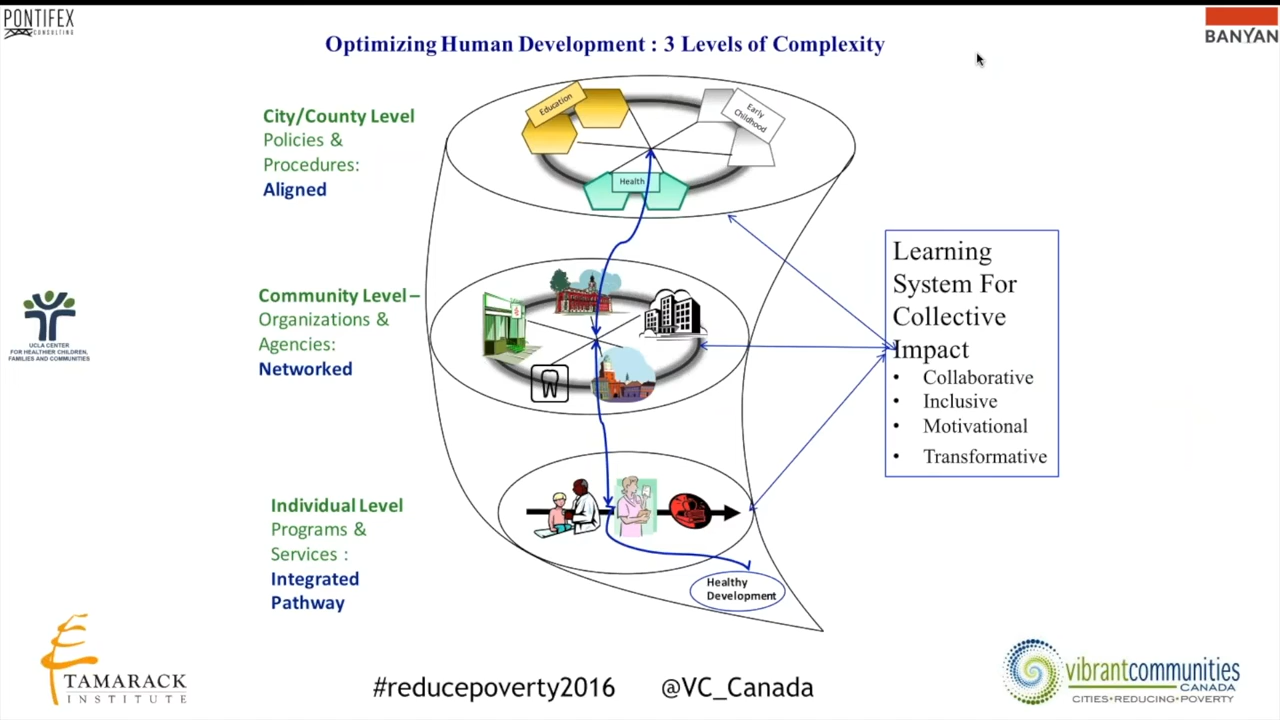 PONTIFEX
CONSULTING
BANYAN
Optimizing Human Development : 3 Levels of Complexity
City/County Level
Policies &
Procedures:
Aligned
Education
Early
Childhood
Health
Community Level –
Organizations &
Agencies:
Networked
Learning
System For
Collective
Impact
• Collaborative
• Inclusive
• Motivational
• Transformative
UCLA CENTER
FOR HEALTHIER CHILDREN,
FAMILIES AND COMMUNITIES
Individual Level
Programs &
Services :
Integrated
Pathway
Healthy
Development
TAMARACK
INSTITUTE
#reducepoverty2016 @VC_Canada
vibrantcommunities
CANADA
CITIES•REDUCING•POVERTY